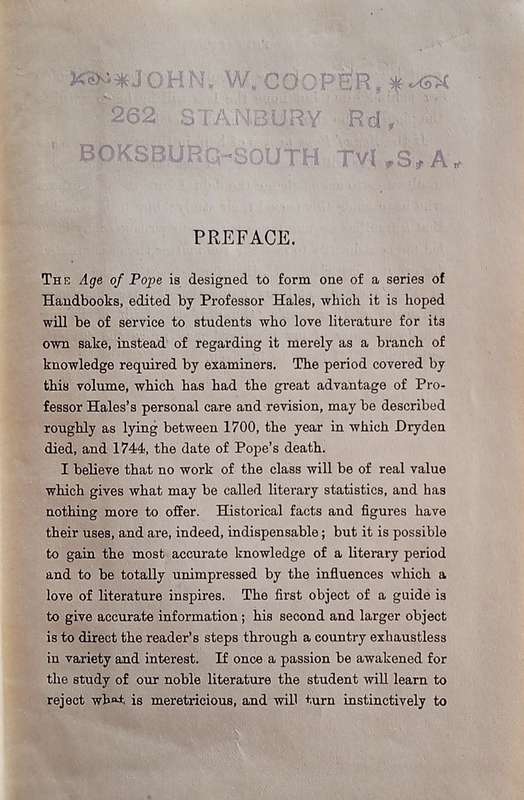 JOHN. W. COOPER,
262 STANBURY Rd,
BOKSBURG-SOUTH Tvl, S, A,
PREFACE.
THE Age of Pope is designed to form one of a series of
Handbooks, edited by Professor Hales, which it is hoped
will be of service to students who love literature for its
own sake, instead of regarding it merely as a branch of
knowledge required by examiners. The period covered by
this volume, which has had the great advantage of Pro-
fessor Hales's personal care and revision, may be described
roughly as lying between 1700, the year in which Dryden
died, and 1744, the date of Pope's death.
I believe that no work of the class will be of real value
which gives what may be called literary statistics, and has
nothing more to offer. Historical facts and figures have
their uses, and are, indeed, indispensable; but it is possible
to gain the most accurate knowledge of a literary period
and to be totally unimpressed by the influences which a
love of literature inspires. The first object of a guide is
to give accurate information; his second and larger object
is to direct the reader's steps through a country exhaustless
in variety and interest. If once a passion be awakened for
the study of our noble literature the student will learn to
reject what is meretricious, and will turn instinctively to